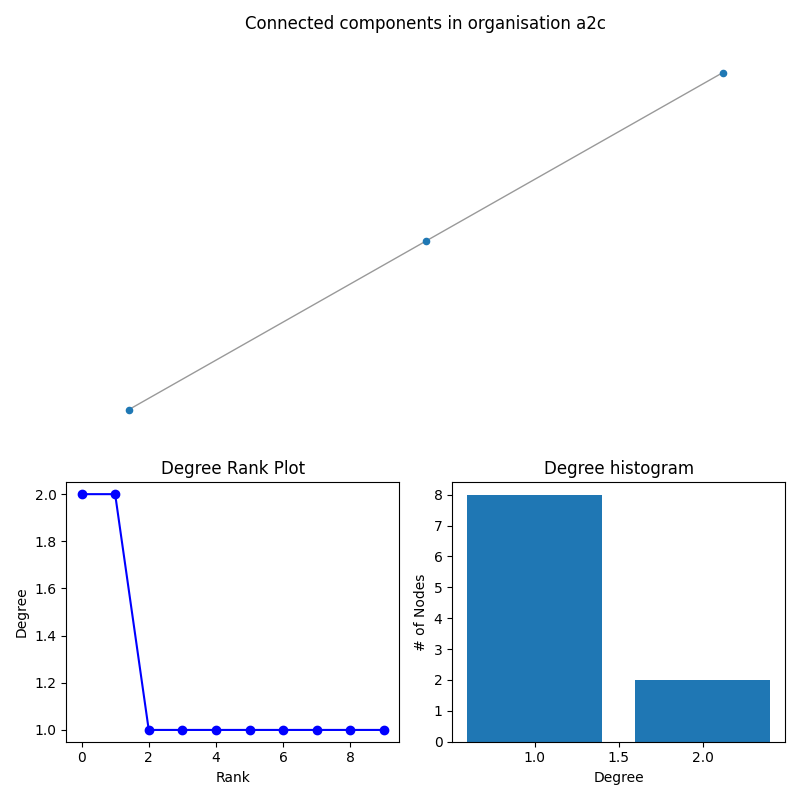 Connected components in organisation a2c
Degree Rank Plot
2.0
1.8
1.6
1.4
1.2
1.0
Degree
0 2 4 6 8
Rank
Degree histogram
8
7
6
5
4
3
2
1
0
# of Nodes
1.0 1.5 2.0
Degree